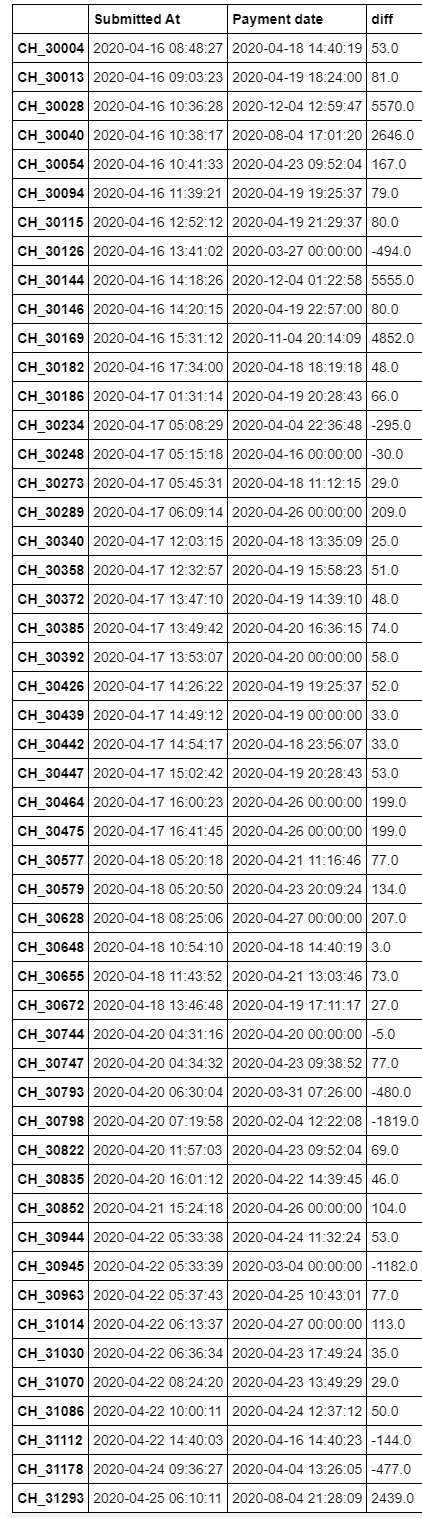 Submitted At Payment date diff
CH_30004 2020-04-16 08:48:27 2020-04-18 14:40:19 53.0
CH_30013 2020-04-16 09:03:23 2020-04-19 18:24:00 81.0
CH_30028 2020-04-16 10:36:28 2020-12-04 12:59:47 5570.0
CH_30040 2020-04-16 10:38:17 2020-08-04 17:01:20 2646.0
CH_30054 2020-04-16 10:41:33 2020-04-23 09:52:04 167.0
CH_30094 2020-04-16 11:39:21 2020-04-19 19:25:37 79.0
CH_30115 2020-04-16 12:52:12 2020-04-19 21:29:37 80.0
CH_30126 2020-04-16 13:41:02 2020-03-27 00:00:00 -494.0
CH_30144 2020-04-16 14:18:26 2020-12-04 01:22:58 5555.0
CH_30146 2020-04-16 14:20:15 2020-04-19 22:57:00 80.0
CH_30169 2020-04-16 15:31:12 2020-11-04 20:14:09 4852.0
CH_30182 2020-04-16 17:34:00 2020-04-18 18:19:18 48.0
CH_30186 2020-04-17 01:31:14 2020-04-19 20:28:43 66.0
CH_30234 2020-04-17 05:08:29 2020-04-04 22:36:48 -295.0
CH_30248 2020-04-17 05:15:18 2020-04-16 00:00:00 -30.0
CH_30273 2020-04-17 05:45:31 2020-04-18 11:12:15 29.0
CH_30289 2020-04-17 06:09:14 2020-04-26 00:00:00 209.0
CH_30340 2020-04-17 12:03:15 2020-04-18 13:35:09 25.0
CH_30358 2020-04-17 12:32:57 2020-04-19 15:58:23 51.0
CH_30372 2020-04-17 13:47:10 2020-04-19 14:39:10 48.0
CH_30385 2020-04-17 13:49:42 2020-04-20 16:36:15 74.0
CH_30392 2020-04-17 13:53:07 2020-04-20 00:00:00 58.0
CH_30426 2020-04-17 14:26:22 2020-04-19 19:25:37 52.0
CH_30439 2020-04-17 14:49:12 2020-04-19 00:00:00 33.0
CH_30442 2020-04-17 14:54:17 2020-04-18 23:56:07 33.0
CH_30447 2020-04-17 15:02:42 2020-04-19 20:28:43 53.0
CH_30464 2020-04-17 16:00:23 2020-04-26 00:00:00 199.0
CH_30475 2020-04-17 16:41:45 2020-04-26 00:00:00 199.0
CH_30577 2020-04-18 05:20:18 2020-04-21 11:16:46 77.0
CH_30579 2020-04-18 05:20:50 2020-04-23 20:09:24 134.0
CH_30628 2020-04-18 08:25:06 2020-04-27 00:00:00 207.0
CH_30648 2020-04-18 10:54:10 2020-04-18 14:40:19 3.0
CH_30655 2020-04-18 11:43:52 2020-04-21 13:03:46 73.0
CH_30672 2020-04-18 13:46:48 2020-04-19 17:11:17 27.0
CH_30744 2020-04-20 04:31:16 2020-04-20 00:00:00 -5.0
CH_30747 2020-04-20 04:34:32 2020-04-23 09:38:52 77.0
CH_30793 2020-04-20 06:30:04 2020-03-31 07:26:00 -480.0
CH_30798 2020-04-20 07:19:58 2020-02-04 12:22:08 -1819.0
CH_30822 2020-04-20 11:57:03 2020-04-23 09:52:04 69.0
CH_30835 2020-04-20 16:01:12 2020-04-22 14:39:45 46.0
CH_30852 2020-04-21 15:24:18 2020-04-26 00:00:00 104.0
CH_30944 2020-04-22 05:33:38 2020-04-24 11:32:24 53.0
CH_30945 2020-04-22 05:33:39 2020-03-04 00:00:00 -1182.0
CH_30963 2020-04-22 05:37:43 2020-04-25 10:43:01 77.0
CH_31014 2020-04-22 06:13:37 2020-04-27 00:00:00 113.0
CH_31030 2020-04-22 06:36:34 2020-04-23 17:49:24 35.0
CH_31070 2020-04-22 08:24:20 2020-04-23 13:49:29 29.0
CH_31086 2020-04-22 10:00:11 2020-04-24 12:37:12 50.0
CH_31112 2020-04-22 14:40:03 2020-04-16 14:40:23 -144.0
CH_31178 2020-04-24 09:36:27 2020-04-04 13:26:05 -477.0
CH_31293 2020-04-25 06:10:11 2020-08-04 21:28:09 2439.0